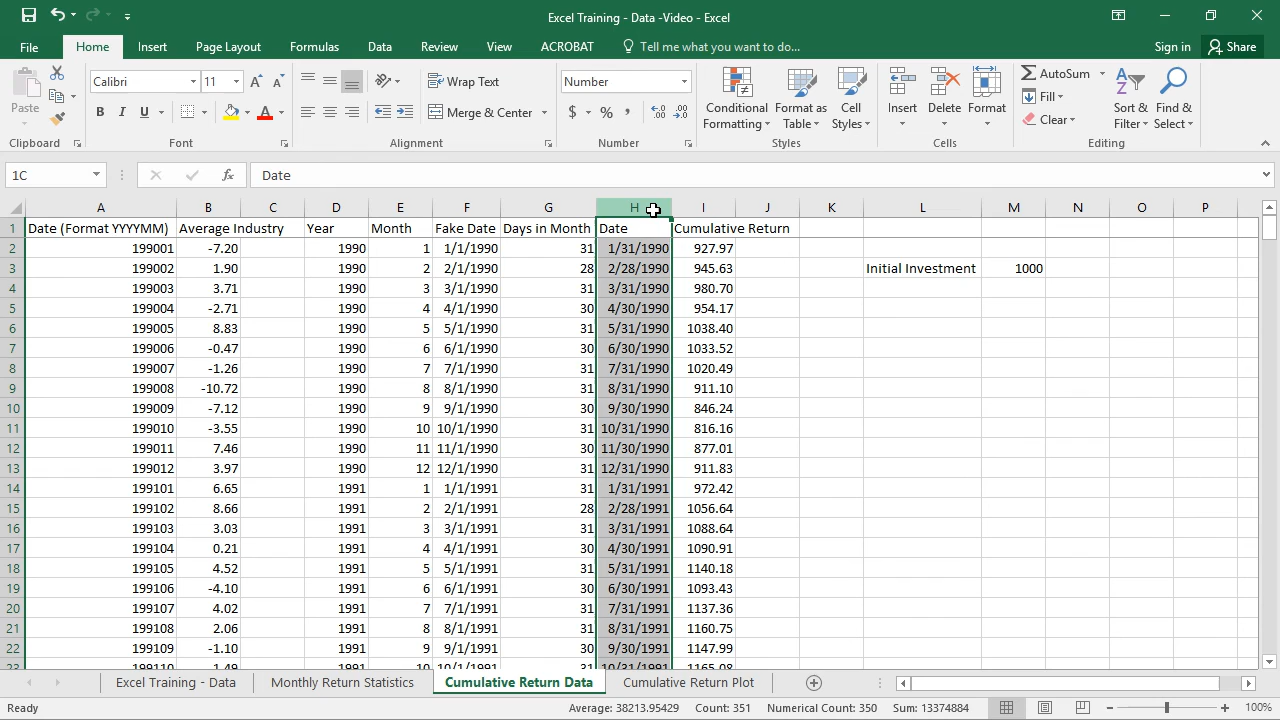 Excel Training - Data -Video - Excel
File Home Insert Page Layout Formulas Data Review View ACROBAT Tell me what you want to do... Sign in Share
Paste Calibri 11 B I U A Wrap Text Merge & Center Number $ % , Conditional Formatting Format as Table Cell Styles Insert Delete Format AutoSum Fill Clear Sort & Filter Find & Select
Clipboard Font Alignment Number Styles Cells Editing
1C fx Date
A B C D E F G H I J K L M N O P
1 Date (Format YYYYMM) Average Industry Year Month Fake Date Days in Month Date Cumulative Return
2 199001 -7.20 1990 1 1/1/1990 31 1/31/1990 927.97
3 199002 1.90 1990 2 2/1/1990 28 2/28/1990 945.63 Initial Investment 1000
4 199003 3.71 1990 3 3/1/1990 31 3/31/1990 980.70
5 199004 -2.71 1990 4 4/1/1990 30 4/30/1990 954.17
6 199005 8.83 1990 5 5/1/1990 31 5/31/1990 1038.40
7 199006 -0.47 1990 6 6/1/1990 30 6/30/1990 1033.52
8 199007 -1.26 1990 7 7/1/1990 31 7/31/1990 1020.49
9 199008 -10.72 1990 8 8/1/1990 31 8/31/1990 911.10
10 199009 -7.12 1990 9 9/1/1990 30 9/30/1990 846.24
11 199010 -3.55 1990 10 10/1/1990 31 10/31/1990 816.16
12 199011 7.46 1990 11 11/1/1990 30 11/30/1990 877.01
13 199012 3.97 1990 12 12/1/1990 31 12/31/1990 911.83
14 199101 6.65 1991 1 1/1/1991 31 1/31/1991 972.42
15 199102 8.66 1991 2 2/1/1991 28 2/28/1991 1056.64
16 199103 3.03 1991 3 3/1/1991 31 3/31/1991 1088.64
17 199104 0.21 1991 4 4/1/1991 30 4/30/1991 1090.91
18 199105 4.52 1991 5 5/1/1991 31 5/31/1991 1140.18
19 199106 -4.10 1991 6 6/1/1991 30 6/30/1991 1093.43
20 199107 4.02 1991 7 7/1/1991 31 7/31/1991 1137.36
21 199108 2.06 1991 8 8/1/1991 31 8/31/1991 1160.75
22 199109 -1.10 1991 9 9/1/1991 30 9/30/1991 1147.99
23 199110 1.49 1991 10 10/1/1991 31 10/31/1991 1165.08
Excel Training - Data Monthly Return Statistics Cumulative Return Data Cumulative Return Plot
Ready Average: 38213.95429 Count: 351 Numerical Count: 350 Sum: 13374884 100%